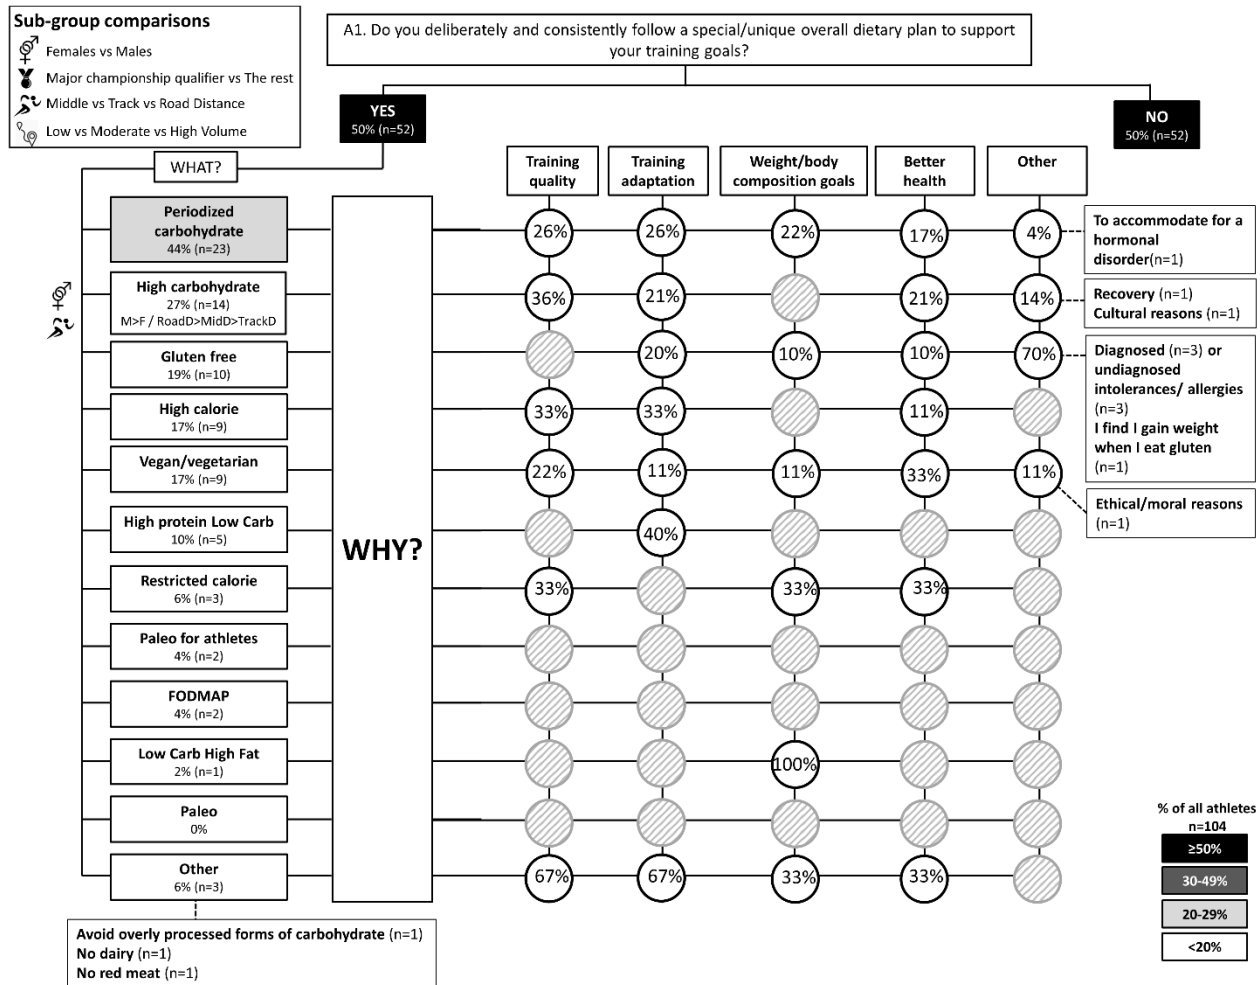 Sub-group comparisons
Females vs Males
Major championship qualifier vs The rest
Middle vs Track vs Road Distance
Low vs Moderate vs High Volume
A1. Do you deliberately and consistently follow a special/unique overall dietary plan to support
your training goals?
YES
50% (n=52)
NO
50% (n=52)
WHAT?
WHY?
Training
quality
Training
adaptation
Weight/body
composition goals
Better
health
Other
Periodized
carbohydrate
44% (n=23)
26%
26%
22%
17%
4%
To accommodate for a
hormonal
disorder(n=1)
High carbohydrate
27% (n=14)
M>F / RoadD>MidD>TrackD
36%
21%
21%
14%
Recovery (n=1)
Cultural reasons (n=1)
Gluten free
19% (n=10)
20%
10%
10%
70%
Diagnosed (n=3) or
undiagnosed
intolerances/ allergies
(n=3)
I find I gain weight
when I eat gluten
(n=1)
High calorie
17% (n=9)
33%
33%
11%
Vegan/vegetarian
17% (n=9)
22%
11%
11%
33%
11%
Ethical/moral reasons
(n=1)
High protein Low Carb
10% (n=5)
40%
Restricted calorie
6% (n=3)
33%
33%
33%
Paleo for athletes
4% (n=2)
FODMAP
4% (n=2)
Low Carb High Fat
2% (n=1)
100%
Paleo
0%
Other
6% (n=3)
67%
67%
33%
33%
Avoid overly processed forms of carbohydrate (n=1)
No dairy (n=1)
No red meat (n=1)
% of all athletes
n=104
≥50%
30-49%
20-29%
<20%